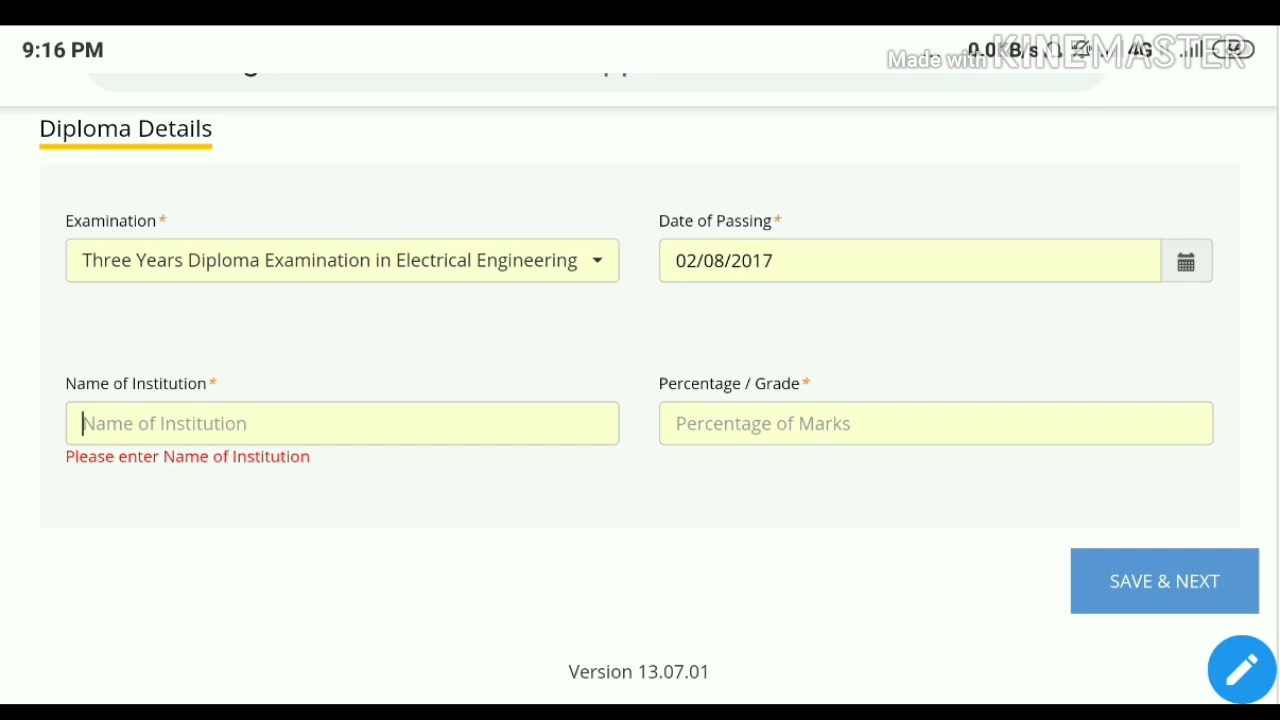 9:16 PM
Made with KINEMASTER
Diploma Details
Examination*
Date of Passing*
Three Years Diploma Examination in Electrical Engineering
02/08/2017
Name of Institution*
Percentage / Grade*
Name of Institution
Percentage of Marks
Please enter Name of Institution
SAVE & NEXT
Version 13.07.01